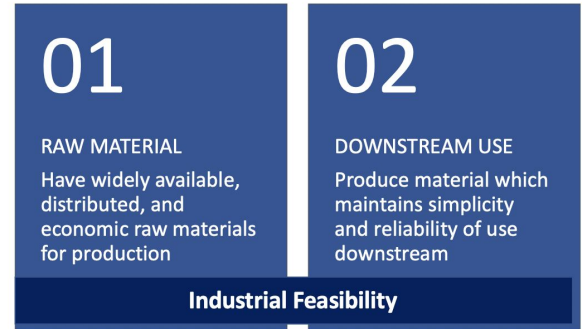 01
RAW MATERIAL
Have widely available,
distributed, and
economic raw materials
for production
02
DOWNSTREAM USE
Produce material which
maintains simplicity
and reliability of use
downstream
Industrial Feasibility